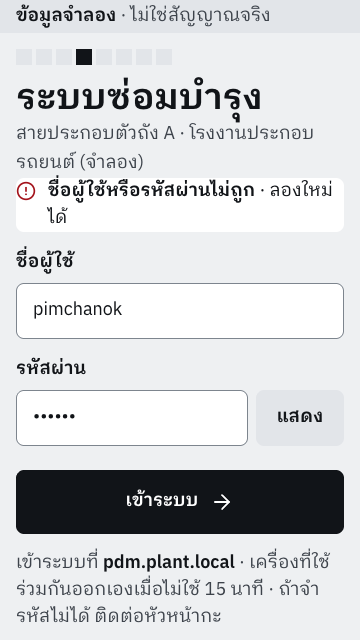 ข้อมูลจำลอง · ไม่ใช่สัญญาณจริง
ระบบซ่อมบำรุง
สายประกอบตัวถัง A · โรงงานประกอบ
รถยนต์ (จำลอง)
ชื่อผู้ใช้หรือรหัสผ่านไม่ถูก · ลองใหม่
ได้
ชื่อผู้ใช้
pimchanok
รหัสผ่าน
••••••
แสดง
เข้าระบบ →
เข้าระบบที่ pdm.plant.local · เครื่องที่ใช้
ร่วมกันออกเองเมื่อไม่ใช้ 15 นาที · ถ้าจำ
รหัสไม่ได้ ติดต่อหัวหน้ากะ